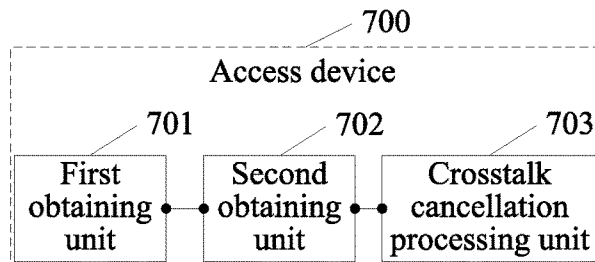 700
Access device
701
702
703
First
obtaining
unit
Second
obtaining
unit
Crosstalk
cancellation
processing unit